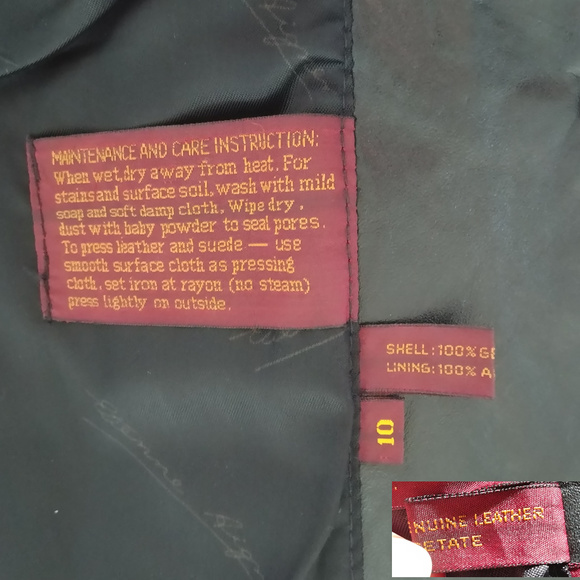 MAINTENANCE AND CARE INSTRUCTION:
When wet,dry away from heat. For
stains and surface soil, wash with mild
soap and soft damp cloth, Wipe dry,
dust with baby powder to seal pores.
To press leather and suede — use
smooth surface cloth as pressing
cloth, set iron at rayon (no steam)
press lightly on outside.
SHELL:100% GE
LINING:100% A
10
NUINE LEATHER
ETATE